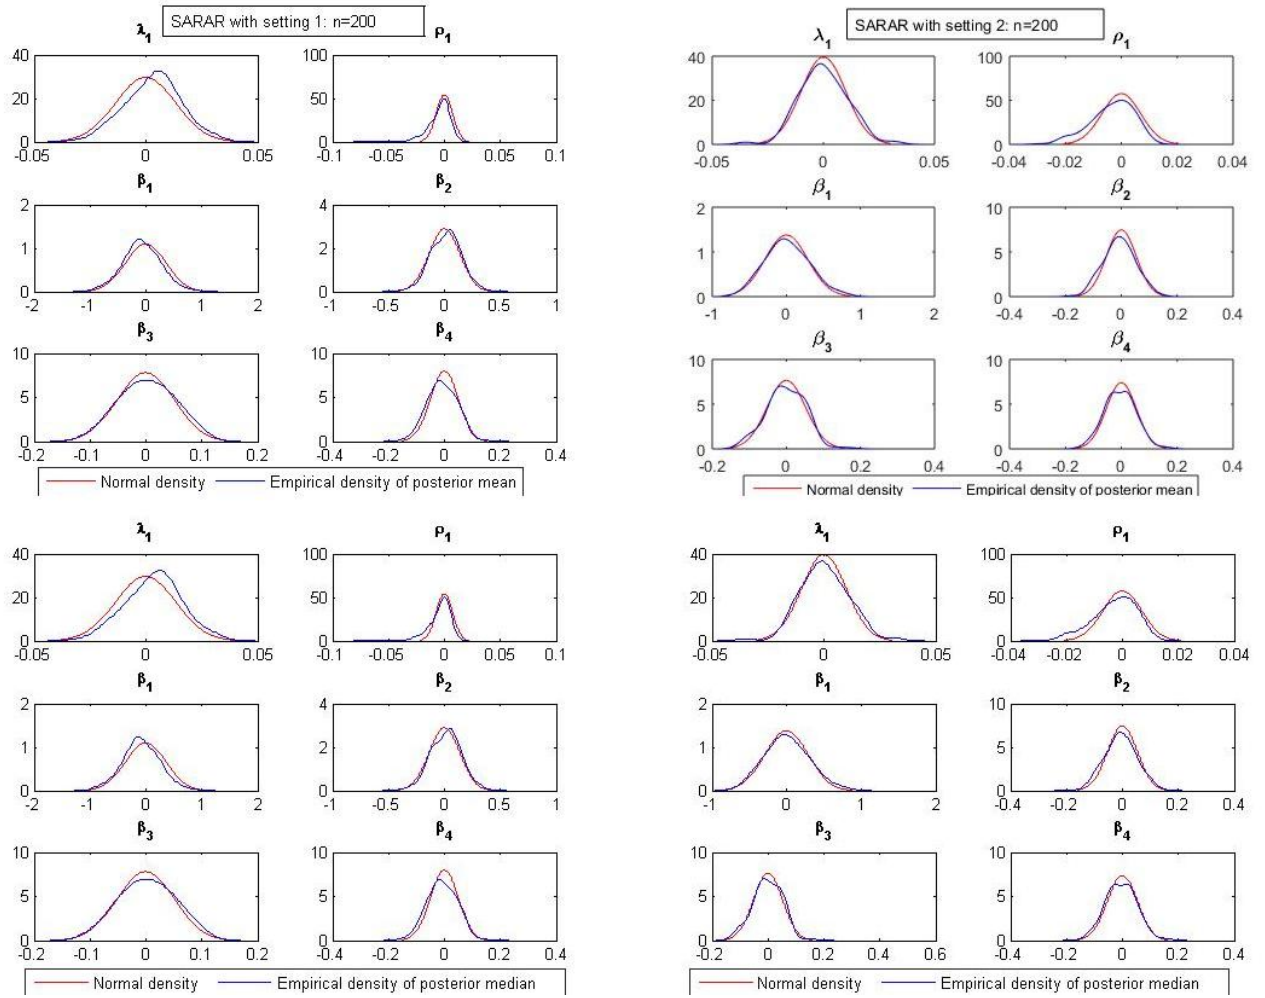 SARAR with setting 1: n=200
λ1 ρ1
40 100
20 50
0 0
-0.05 0 0.05 -0.1 -0.05 0 0.05 0.1
β1 β2
2 4
1 2
0 0
-2 -1 0 1 2 -1 -0.5 0 0.5 1
β3 β4
10 10
5 5
0 0
-0.2 -0.1 0 0.1 0.2 -0.4 -0.2 0 0.2 0.4
Normal density Empirical density of posterior mean
SARAR with setting 2: n=200
λ1 ρ1
40 100
20 50
0 0
-0.05 0 0.05 -0.04 -0.02 0 0.02 0.04
β1 β2
2 10
1 5
0 0
-1 0 1 2 -0.4 -0.2 0 0.2 0.4
β3 β4
10 10
5 5
0 0
-0.2 0 0.2 0.4 -0.4 -0.2 0 0.2 0.4
Normal density Empirical density of posterior mean
λ1 ρ1
40 100
20 50
0 0
-0.05 0 0.05 -0.1 -0.05 0 0.05 0.1
β1 β2
2 4
1 2
0 0
-2 -1 0 1 2 -1 -0.5 0 0.5 1
β3 β4
10 10
5 5
0 0
-0.2 -0.1 0 0.1 0.2 -0.4 -0.2 0 0.2 0.4
Normal density Empirical density of posterior median
λ1 ρ1
40 100
20 50
0 0
-0.05 0 0.05 -0.04 -0.02 0 0.02 0.04
β1 β2
2 10
1 5
0 0
-1 0 1 2 -0.4 -0.2 0 0.2 0.4
β3 β4
10 10
5 5
0 0
-0.2 0 0.2 0.4 0.6 -0.4 -0.2 0 0.2 0.4
Normal density Empirical density of posterior median